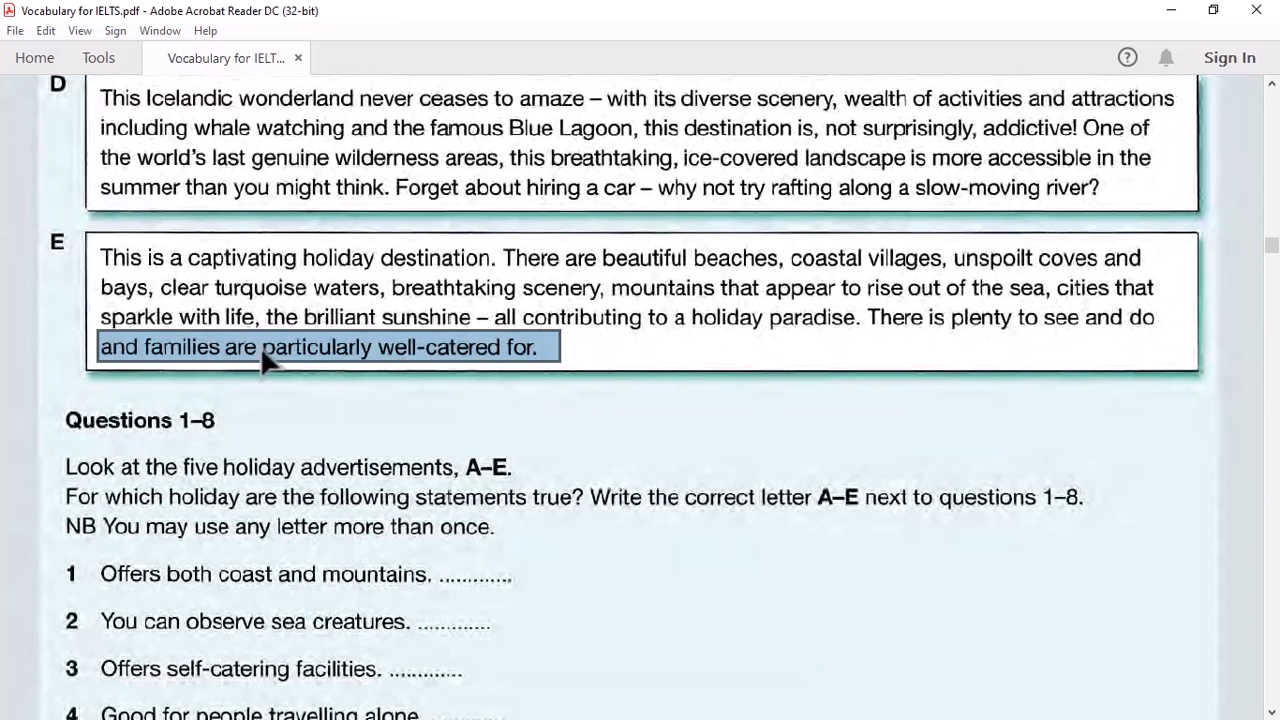 Vocabulary for IELTS.pdf - Adobe Acrobat Reader DC (32-bit)
File Edit View Sign Window Help
Home Tools Vocabulary for IELT... × Sign In
D
This Icelandic wonderland never ceases to amaze – with its diverse scenery, wealth of activities and attractions
including whale watching and the famous Blue Lagoon, this destination is, not surprisingly, addictive! One of
the world's last genuine wilderness areas, this breathtaking, ice-covered landscape is more accessible in the
summer than you might think. Forget about hiring a car – why not try rafting along a slow-moving river?
E
This is a captivating holiday destination. There are beautiful beaches, coastal villages, unspoilt coves and
bays, clear turquoise waters, breathtaking scenery, mountains that appear to rise out of the sea, cities that
sparkle with life, the brilliant sunshine – all contributing to a holiday paradise. There is plenty to see and do
and families are particularly well-catered for.
Questions 1–8
Look at the five holiday advertisements, A–E.
For which holiday are the following statements true? Write the correct letter A–E next to questions 1–8.
NB You may use any letter more than once.
1 Offers both coast and mountains. .............
2 You can observe sea creatures. .............
3 Offers self-catering facilities. .............
4 Good for people travelling alone. .............